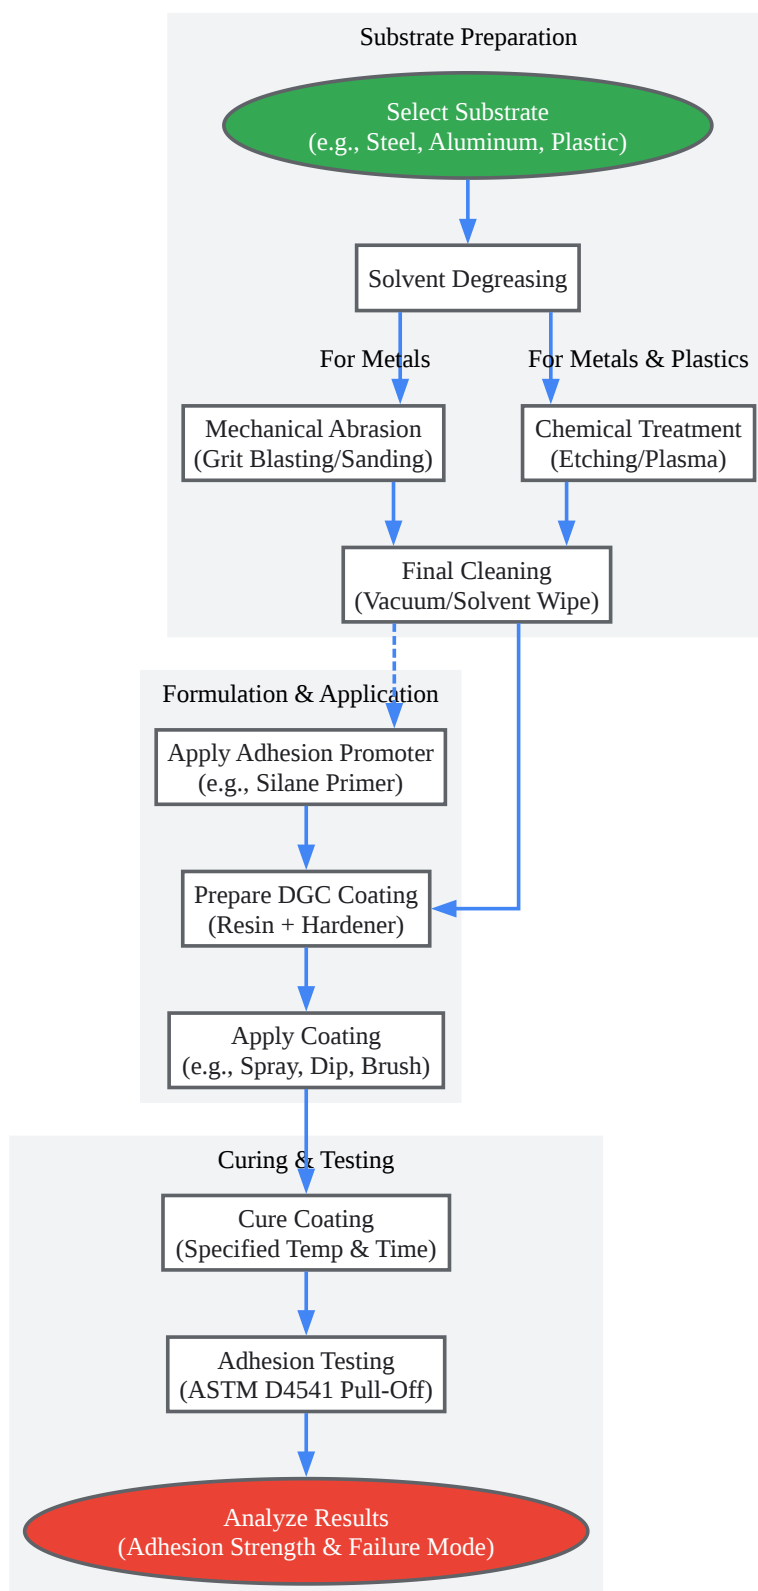 Substrate Preparation
Select Substrate
(e.g., Steel, Aluminum, Plastic)
Solvent Degreasing
For Metals
For Metals & Plastics
Mechanical Abrasion
(Grit Blasting/Sanding)
Chemical Treatment
(Etching/Plasma)
Final Cleaning
(Vacuum/Solvent Wipe)
Formulation & Application
Apply Adhesion Promoter
(e.g., Silane Primer)
Prepare DGC Coating
(Resin + Hardener)
Apply Coating
(e.g., Spray, Dip, Brush)
Curing & Testing
Cure Coating
(Specified Temp & Time)
Adhesion Testing
(ASTM D4541 Pull-Off)
Analyze Results
(Adhesion Strength & Failure Mode)